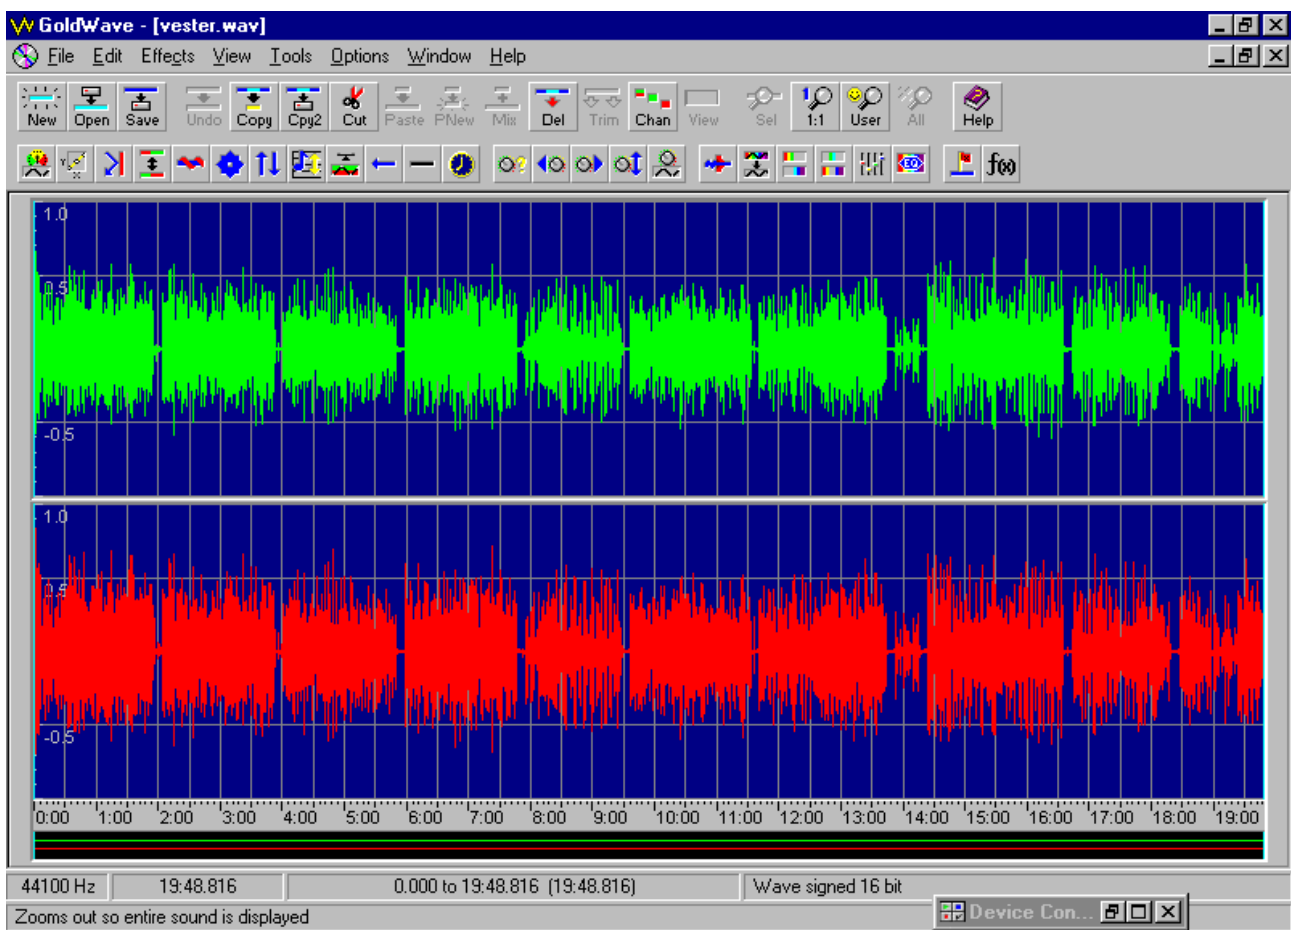 GoldWave - [vester.wav]
File Edit Effects View Tools Options Window Help
New Open Save Undo Copy Cpy2 Cut Paste PNew Mix Del Trim Chan View Sel 1:1 User All Help
EQ f(x)
1.0
0.5
-0.5
1.0
0.5
-0.5
0:00 1:00 2:00 3:00 4:00 5:00 6:00 7:00 8:00 9:00 10:00 11:00 12:00 13:00 14:00 15:00 16:00 17:00 18:00 19:00
44100 Hz 19:48.816 0.000 to 19:48.816 (19:48.816) Wave signed 16 bit
Zooms out so entire sound is displayed
Device Con...